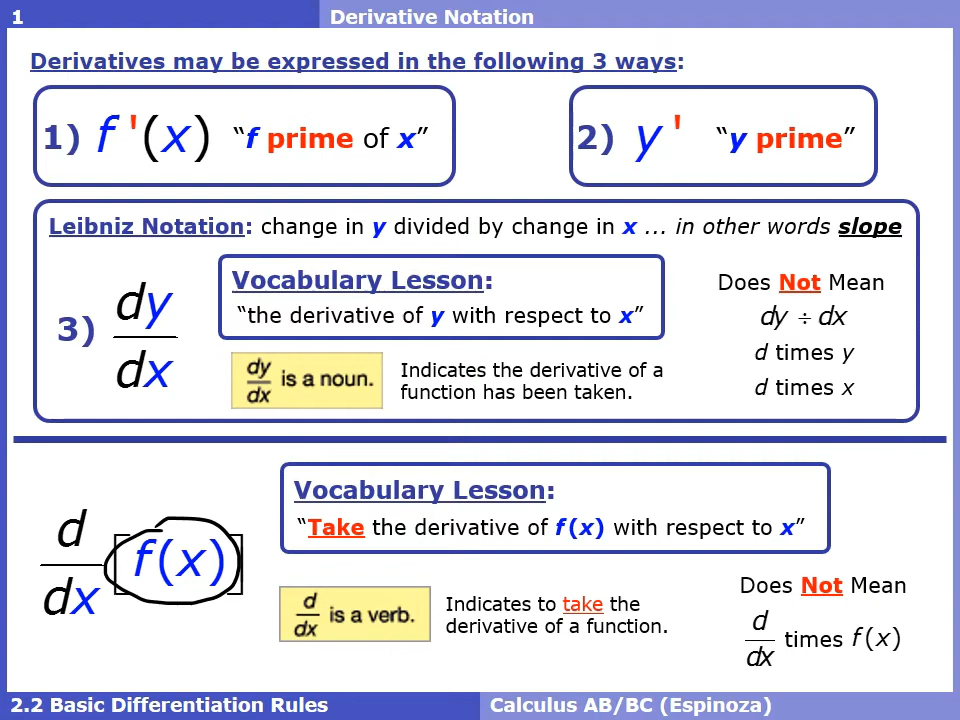 1
Derivative Notation
Derivatives may be expressed in the following 3 ways:
1) f '(x) “f prime of x”
2) y ' “y prime”
Leibniz Notation: change in y divided by change in x ... in other words slope
3) dy/dx
Vocabulary Lesson:
“the derivative of y with respect to x”
dy/dx is a noun.
Indicates the derivative of a
function has been taken.
Does Not Mean
dy ÷ dx
d times y
d times x
d/dx [f(x)]
Vocabulary Lesson:
“Take the derivative of f(x) with respect to x”
d/dx is a verb.
Indicates to take the
derivative of a function.
Does Not Mean
d/dx times f(x)
2.2 Basic Differentiation Rules
Calculus AB/BC (Espinoza)